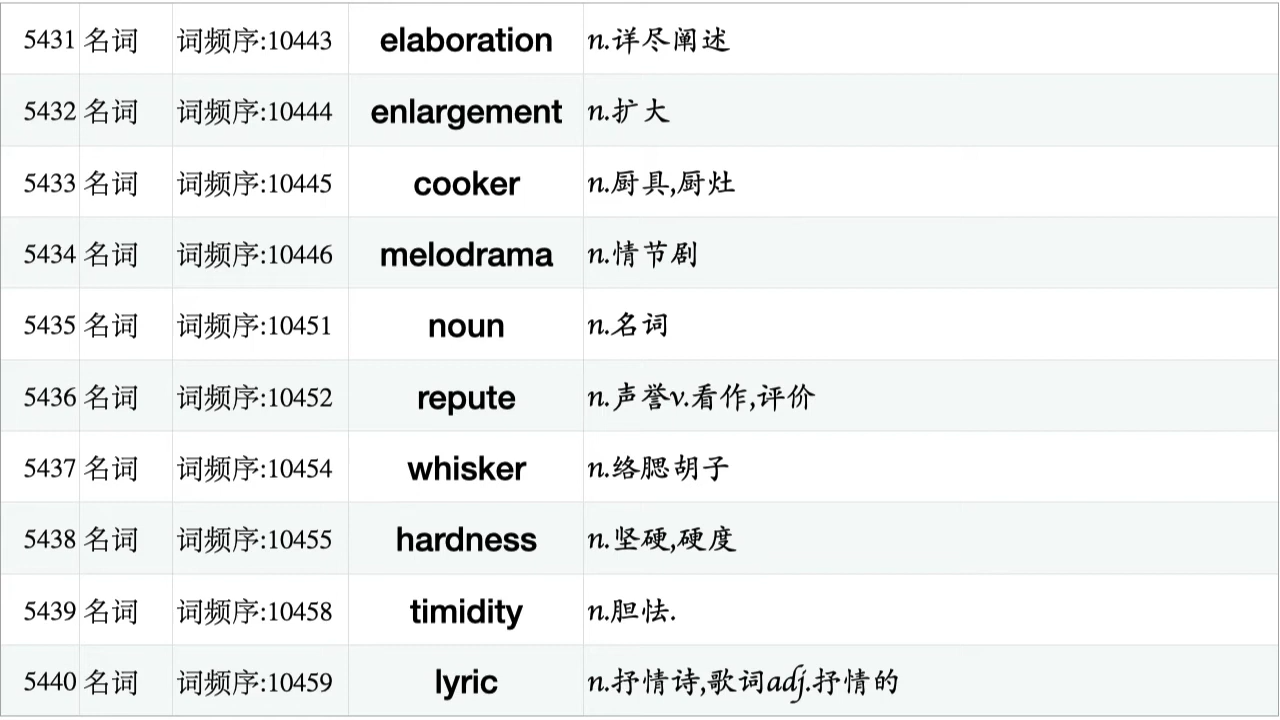 5431 名词 词频序:10443 elaboration n.详尽阐述
5432 名词 词频序:10444 enlargement n.扩大
5433 名词 词频序:10445 cooker n.厨具,厨灶
5434 名词 词频序:10446 melodrama n.情节剧
5435 名词 词频序:10451 noun n.名词
5436 名词 词频序:10452 repute n.声誉v.看作,评价
5437 名词 词频序:10454 whisker n.络腮胡子
5438 名词 词频序:10455 hardness n.坚硬,硬度
5439 名词 词频序:10458 timidity n.胆怯.
5440 名词 词频序:10459 lyric n.抒情诗,歌词adj.抒情的